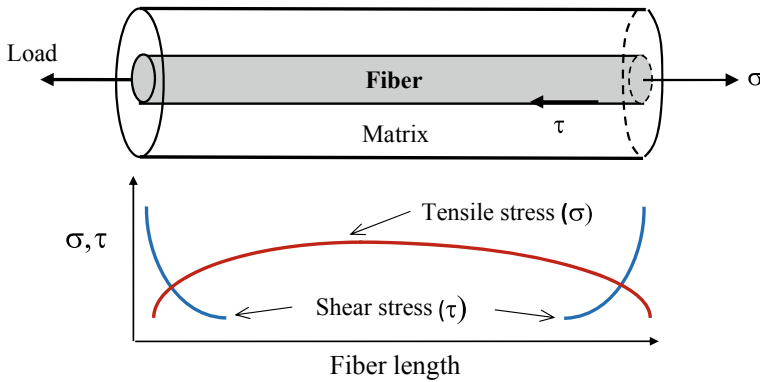 Load
Fiber
σ
τ
Matrix
Tensile stress (σ)
σ,τ
Shear stress (τ)
Fiber length